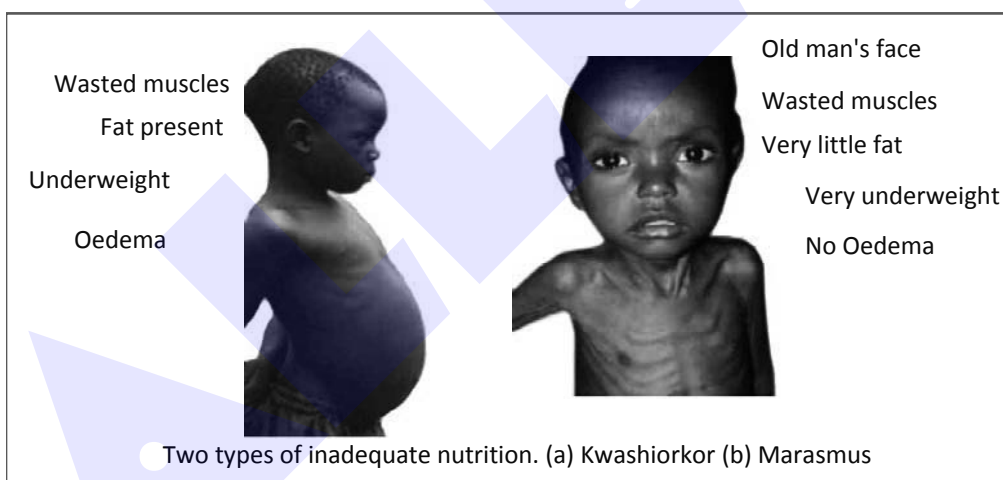 Wasted muscles
Fat present
Underweight
Oedema
Old man's face
Wasted muscles
Very little fat
Very underweight
No Oedema
Two types of inadequate nutrition. (a) Kwashiorkor (b) Marasmus